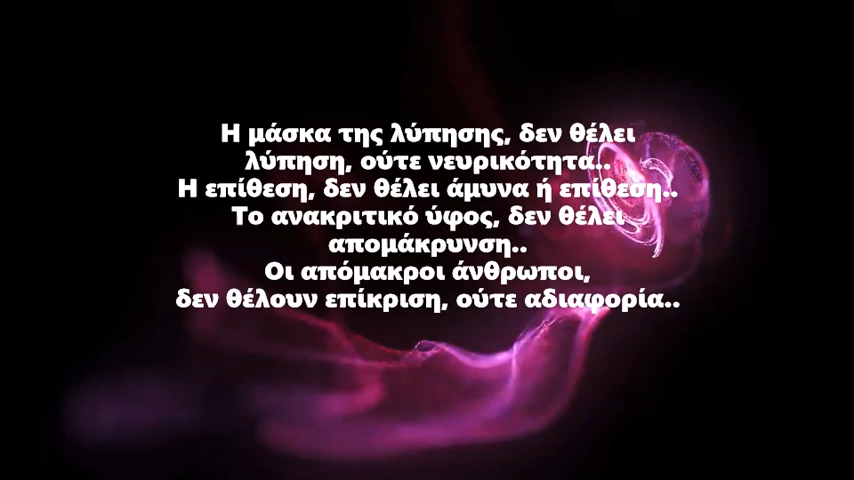 Η μάσκα της λύπησης, δεν θέλει
λύπηση, ούτε νευρικότητα..
Η επίθεση, δεν θέλει άμυνα ή επίθεση..
Το ανακριτικό ύφος, δεν θέλει
απομάκρυνση..
Οι απόμακροι άνθρωποι,
δεν θέλουν επίκριση, ούτε αδιαφορία..